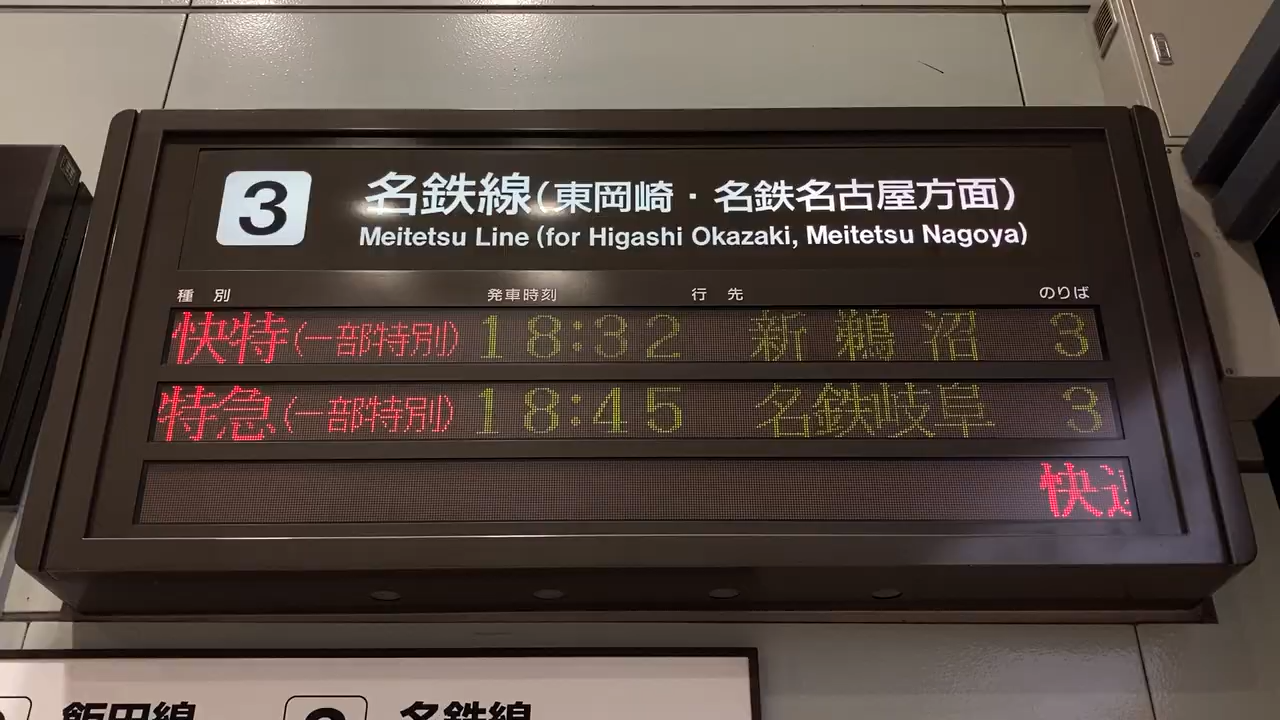 3 名鉄線(東岡崎・名鉄名古屋方面)
Meitetsu Line (for Higashi Okazaki, Meitetsu Nagoya)
種別 発車時刻 行先 のりば
快特(一部特別) 18:32 新鵜沼 3
特急(一部特別) 18:45 名鉄岐阜 3
快
飯田線 名鉄線